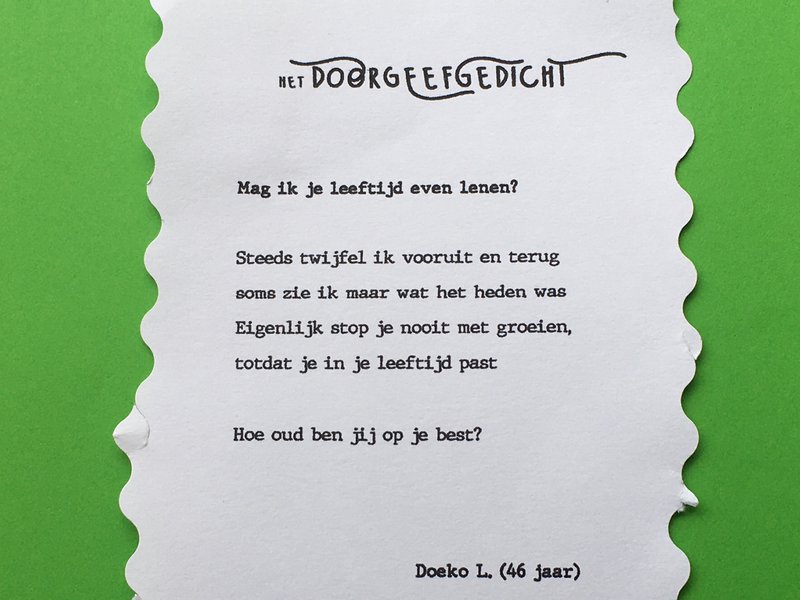 HET DOORGEEFGEDICHT
Mag ik je leeftijd even lenen?
Steeds twijfel ik vooruit en terug
soms zie ik maar wat het heden was
Eigenlijk stop je nooit met groeien,
totdat je in je leeftijd past
Hoe oud ben jij op je best?
Doeko L. (46 jaar)